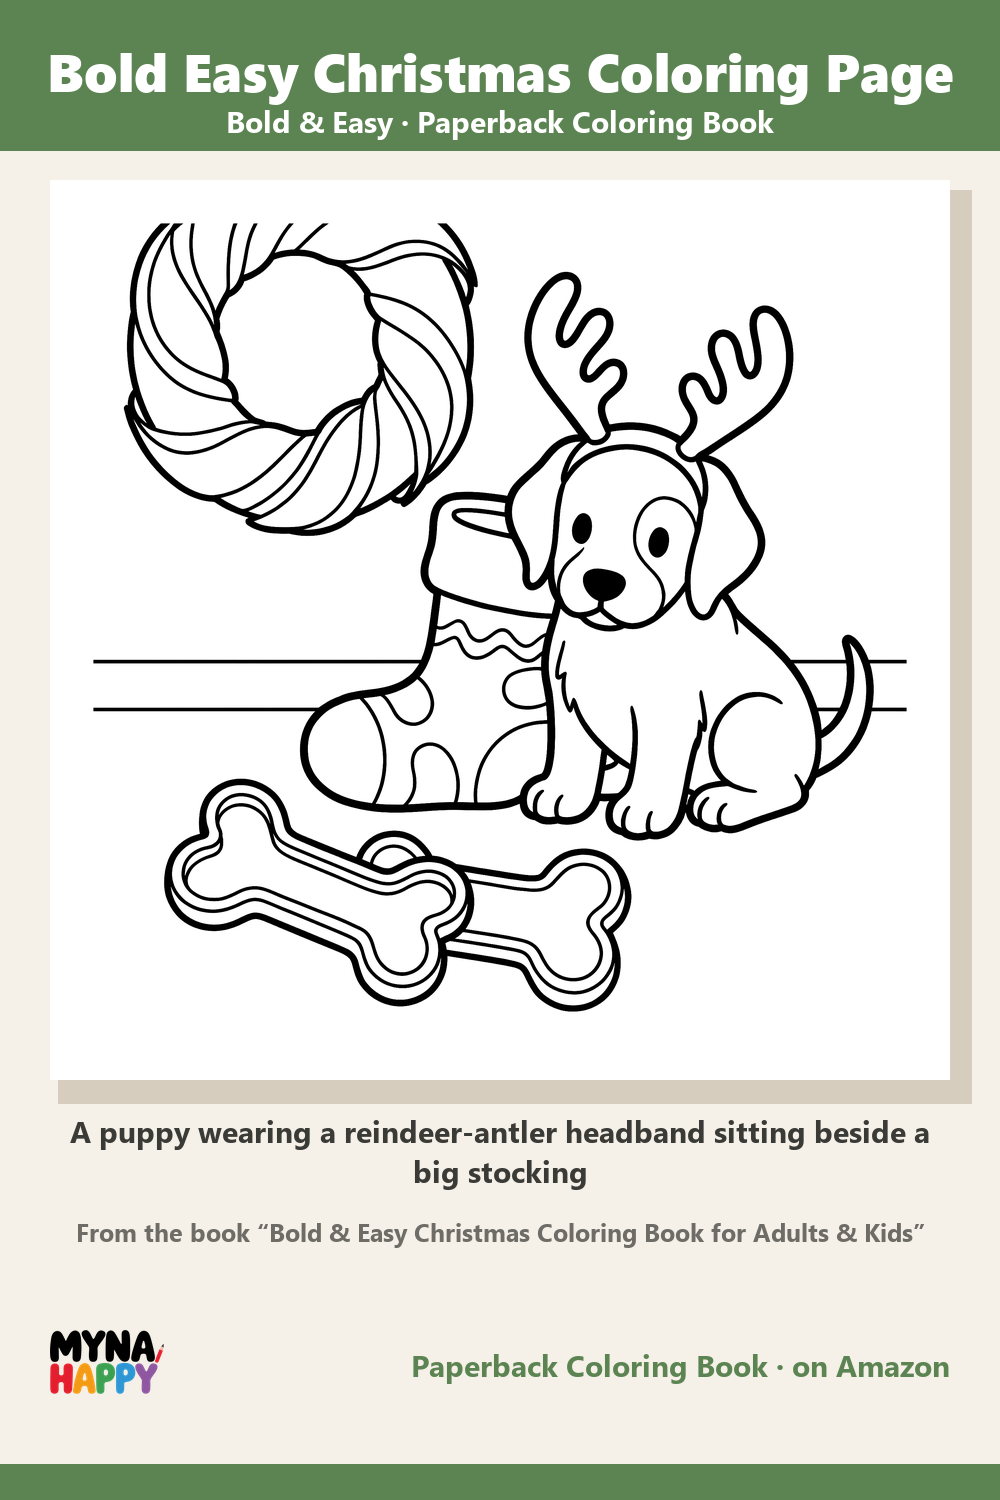 Bold Easy Christmas Coloring Page
Bold & Easy · Paperback Coloring Book
A puppy wearing a reindeer-antler headband sitting beside a
big stocking
From the book “Bold & Easy Christmas Coloring Book for Adults & Kids”
MYNA
HAPPY
Paperback Coloring Book · on Amazon